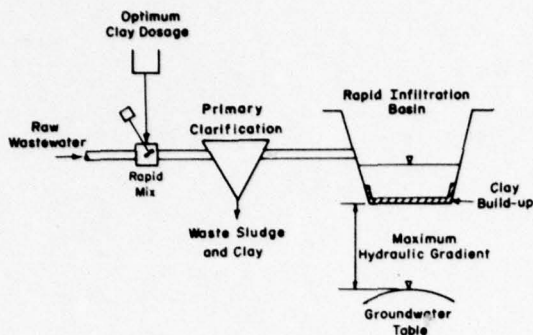 Optimum
Clay Dosage
Raw
Wastewater
Rapid
Mix
Primary
Clarification
Waste Sludge
and Clay
Rapid Infiltration
Basin
Clay
Build-up
Maximum
Hydraulic Gradient
Groundwater
Table